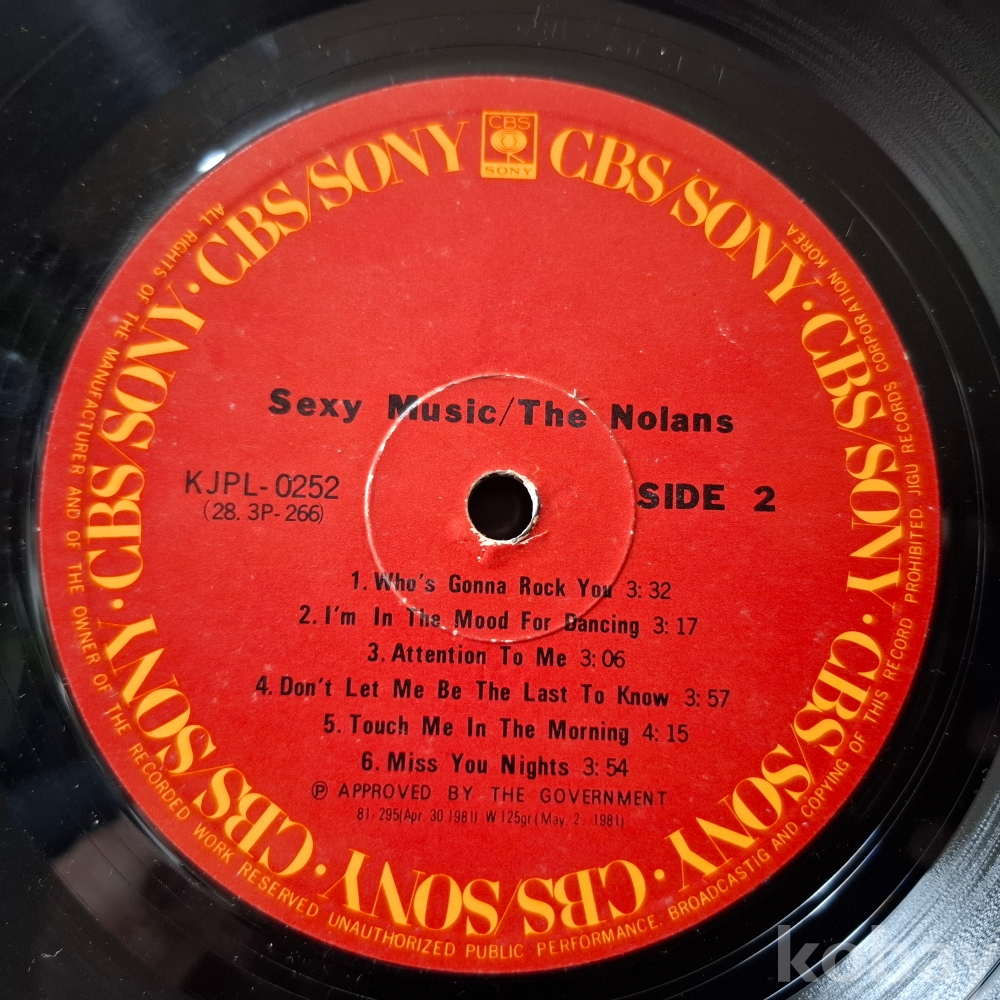 CBS
SONY
CBS/SONY · CBS/SONY · CBS/SONY · CBS/SONY · CBS/SONY · CBS/SONY · CBS/SONY · CBS/SONY · CBS/SONY · CBS/SONY
ALL RIGHTS OF THE MANUFACTURER AND OF THE OWNER OF THE RECORDED WORK RESERVED UNAUTHORIZED PUBLIC PERFORMANCE. BROADCASTIG AND COPYING OF THIS RECORD PROHIBITED. JIGU RECORDS CORPORATION, KOREA
Sexy Music/The Nolans
KJPL-0252
(28. 3P-266)
SIDE 2
1. Who's Gonna Rock You 3:32
2. I'm In The Mood For Dancing 3:17
3. Attention To Me 3:06
4. Don't Let Me Be The Last To Know 3:57
5. Touch Me In The Morning 4:15
6. Miss You Nights 3:54
Ⓟ APPROVED BY THE GOVERNMENT
81-295(Apr. 30 1981) W 125gr(May. 2. 1981)